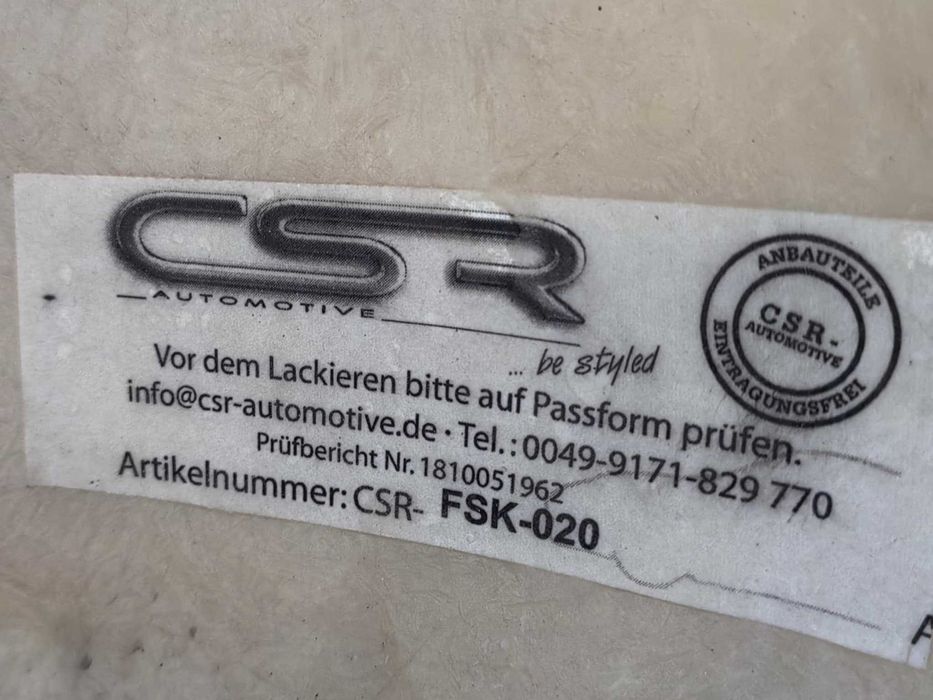 CSR
AUTOMOTIVE
... be styled
ANBAUTEILE
CSR-
AUTOMOTIVE
EINTRAGUNGSFREI
Vor dem Lackieren bitte auf Passform prüfen.
info@csr-automotive.de · Tel.: 0049-9171-829 770
Prüfbericht Nr. 1810051962
Artikelnummer: CSR- FSK-020
A